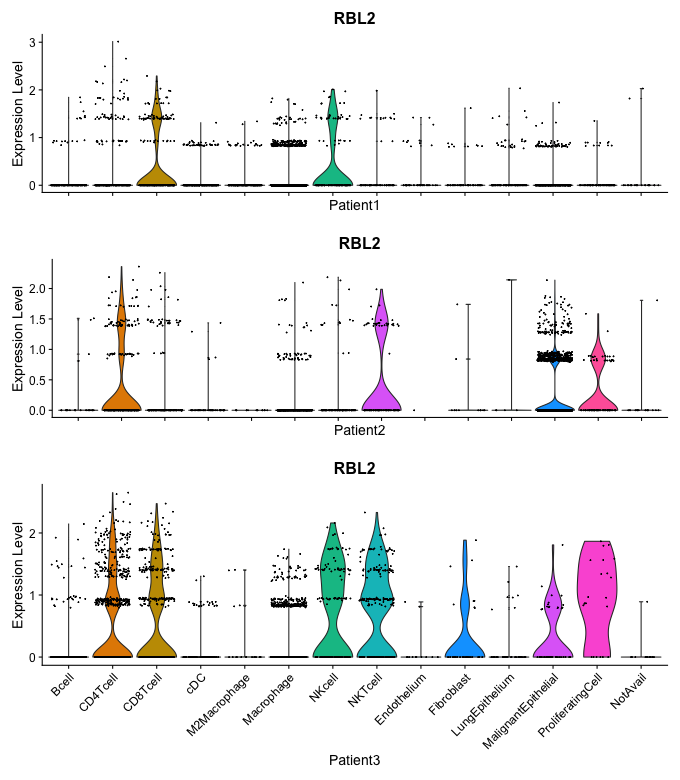 RBL2
Expression Level
3
2
1
0
Patient1
RBL2
Expression Level
2.0
1.5
1.0
0.5
0.0
Patient2
RBL2
Expression Level
2
1
0
Bcell
CD4Tcell
CD8Tcell
cDC
M2Macrophage
Macrophage
NKcell
NKTcell
Endothelium
Fibroblast
LungEpithelium
MalignantEpithelial
ProliferatingCell
NotAvail
Patient3